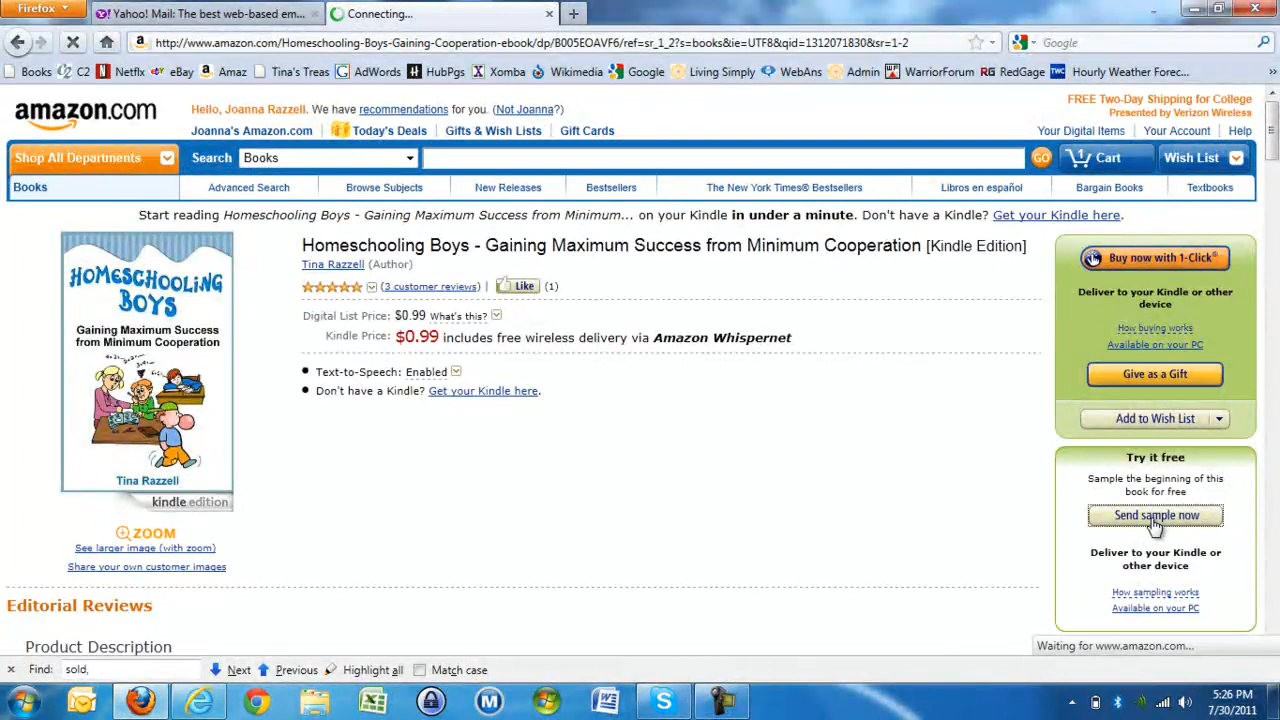 Firefox
Yahoo! Mail: The best web-based em...
Connecting...
http://www.amazon.com/Homeschooling-Boys-Gaining-Cooperation-ebook/dp/B005EOAVF6/ref=sr_1_2?s=books&ie=UTF8&qid=1312071830&sr=1-2
Google
Books C2 Netflix eBay Amaz Tina's Treas AdWords HubPgs Xomba Wikimedia Google Living Simply WebAns Admin WarriorForum RG RedGage Hourly Weather Forec...
amazon.com
Hello, Joanna Razzell. We have recommendations for you. (Not Joanna?)
FREE Two-Day Shipping for College
Presented by Verizon Wireless
Joanna's Amazon.com Today's Deals Gifts & Wish Lists Gift Cards
Your Digital Items Your Account Help
Shop All Departments Search Books GO 1 Cart Wish List
Books Advanced Search Browse Subjects New Releases Bestsellers The New York Times® Bestsellers Libros en español Bargain Books Textbooks
Start reading Homeschooling Boys - Gaining Maximum Success from Minimum... on your Kindle in under a minute. Don't have a Kindle? Get your Kindle here.
HOMESCHOOLING
BOYS
Gaining Maximum Success
from Minimum Cooperation
Tina Razzell
kindle edition
ZOOM
See larger image (with zoom)
Share your own customer images
Homeschooling Boys - Gaining Maximum Success from Minimum Cooperation [Kindle Edition]
Tina Razzell (Author)
(3 customer reviews) | Like (1)
Digital List Price: $0.99 What's this?
Kindle Price: $0.99 includes free wireless delivery via Amazon Whispernet
Text-to-Speech: Enabled
Don't have a Kindle? Get your Kindle here.
Buy now with 1-Click®
Deliver to your Kindle or other
device
How buying works
Available on your PC
Give as a Gift
Add to Wish List
Try it free
Sample the beginning of this
book for free
Send sample now
Deliver to your Kindle or
other device
How sampling works
Available on your PC
Editorial Reviews
Product Description
Waiting for www.amazon.com...
Find: sold, Next Previous Highlight all Match case
5:26 PM
7/30/2011